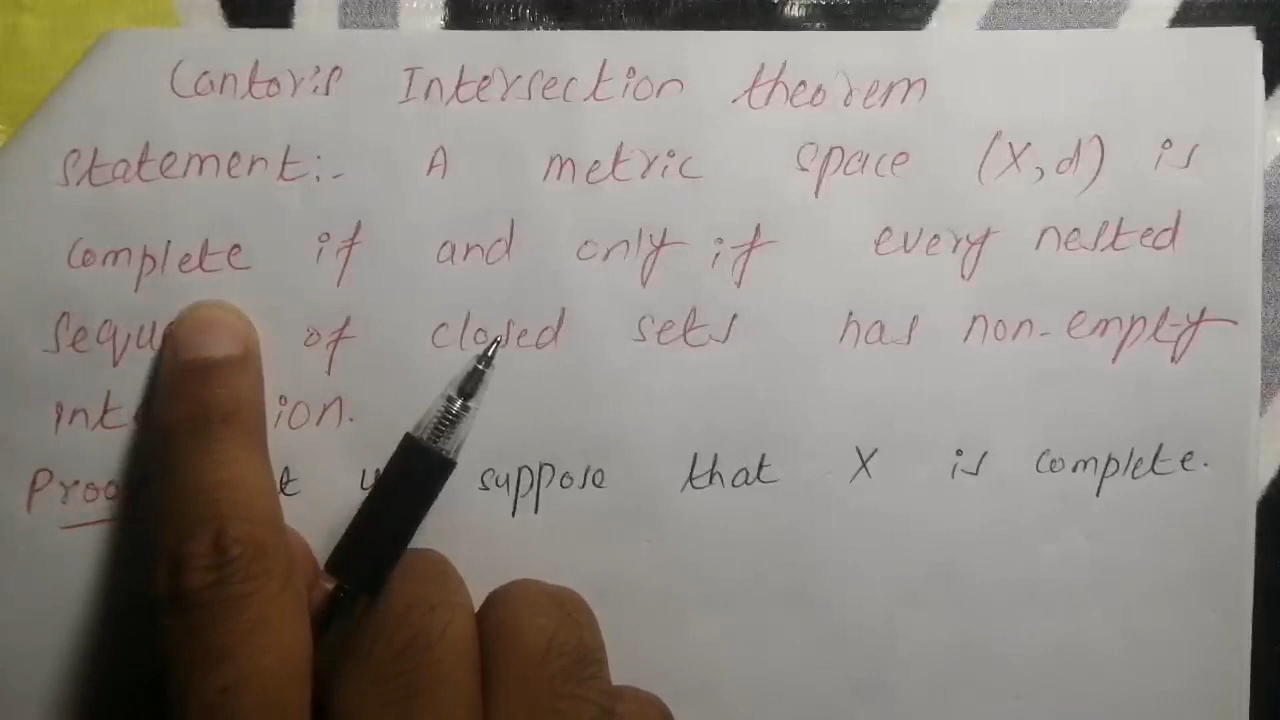 Cantor's Intersection theorem
Statement:- A metric space (X,d) is
complete if and only if every nested
of closed sets has non-empty
Proof suppose that X is complete.